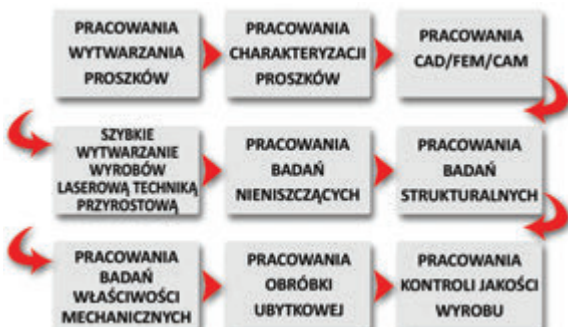 PRACOWANIA
WYTWARZANIA
PROSZKÓW
PRACOWANIA
CHARAKTERYZACJI
PROSZKÓW
PRACOWANIA
CAD/FEM/CAM
SZYBKIE
WYTWARZANIE
WYROBÓW
LASEROWĄ TECHNIKĄ
PRZYROSTOWĄ
PRACOWANIA
BADAŃ
NIENISZCZĄCYCH
PRACOWANIA
BADAŃ
STRUKTURALNYCH
PRACOWANIA
BADAŃ
WŁAŚCIWOŚCI
MECHANICZNYCH
PRACOWANIA
OBRÓBKI
UBYTKOWEJ
PRACOWANIA
KONTROLI JAKOŚCI
WYROBU